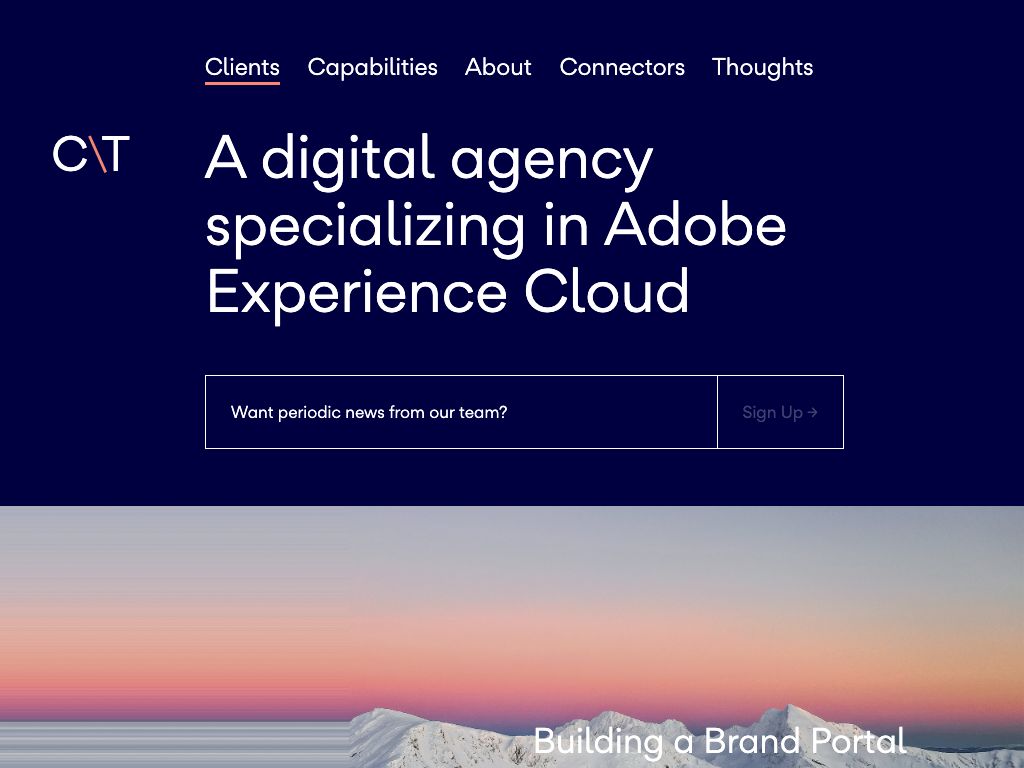 Clients Capabilities About Connectors Thoughts
C\T
A digital agency
specializing in Adobe
Experience Cloud
Want periodic news from our team?
Sign Up →
Building a Brand Portal